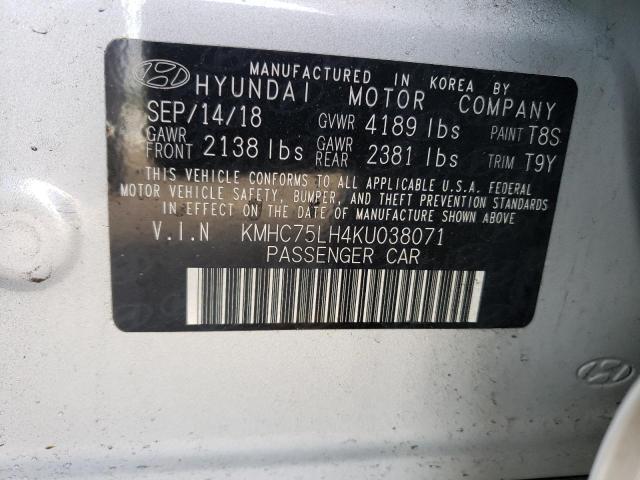 MANUFACTURED IN KOREA BY
HYUNDAI MOTOR COMPANY
SEP/14/18 GVWR 4189 lbs PAINT T8S
GAWR FRONT 2138 lbs GAWR REAR 2381 lbs TRIM T9Y
THIS VEHICLE CONFORMS TO ALL APPLICABLE U.S.A. FEDERAL
MOTOR VEHICLE SAFETY, BUMPER, AND THEFT PREVENTION STANDARDS
IN EFFECT ON THE DATE OF MANUFACTURE SHOWN ABOVE.
V.I.N KMHC75LH4KU038071
PASSENGER CAR